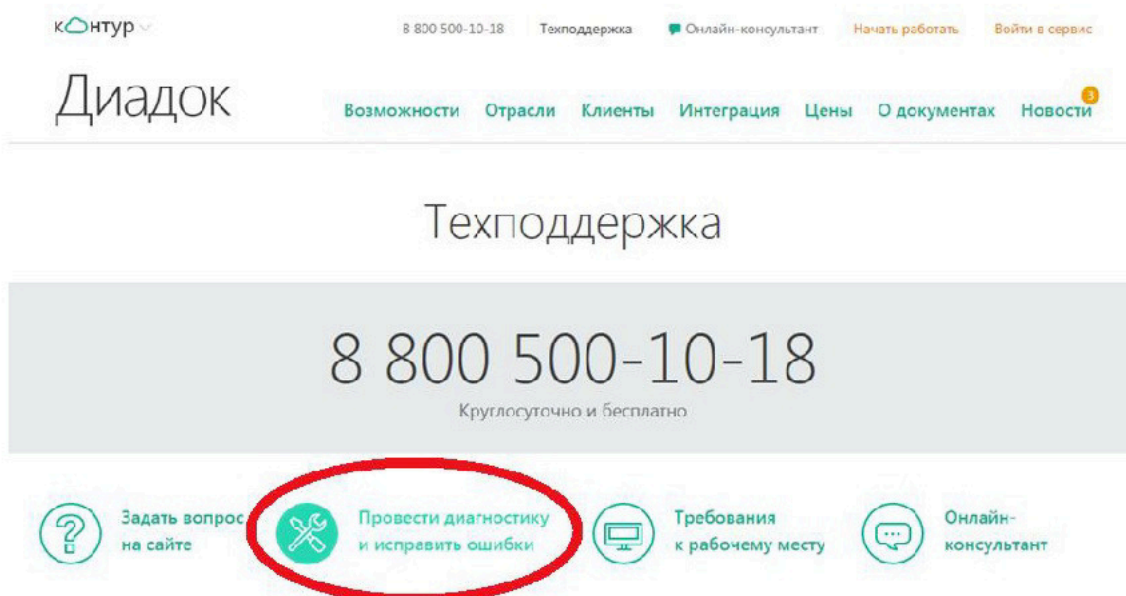 контур
8 800 500-10-18 Техподдержка Онлайн-консультант Начать работать Войти в сервис
Диадок
Возможности Отрасли Клиенты Интеграция Цены О документах Новости 3
Техподдержка
8 800 500-10-18
Круглосуточно и бесплатно
Задать вопрос
на сайте
Провести диагностику
и исправить ошибки
Требования
к рабочему месту
Онлайн-
консультант